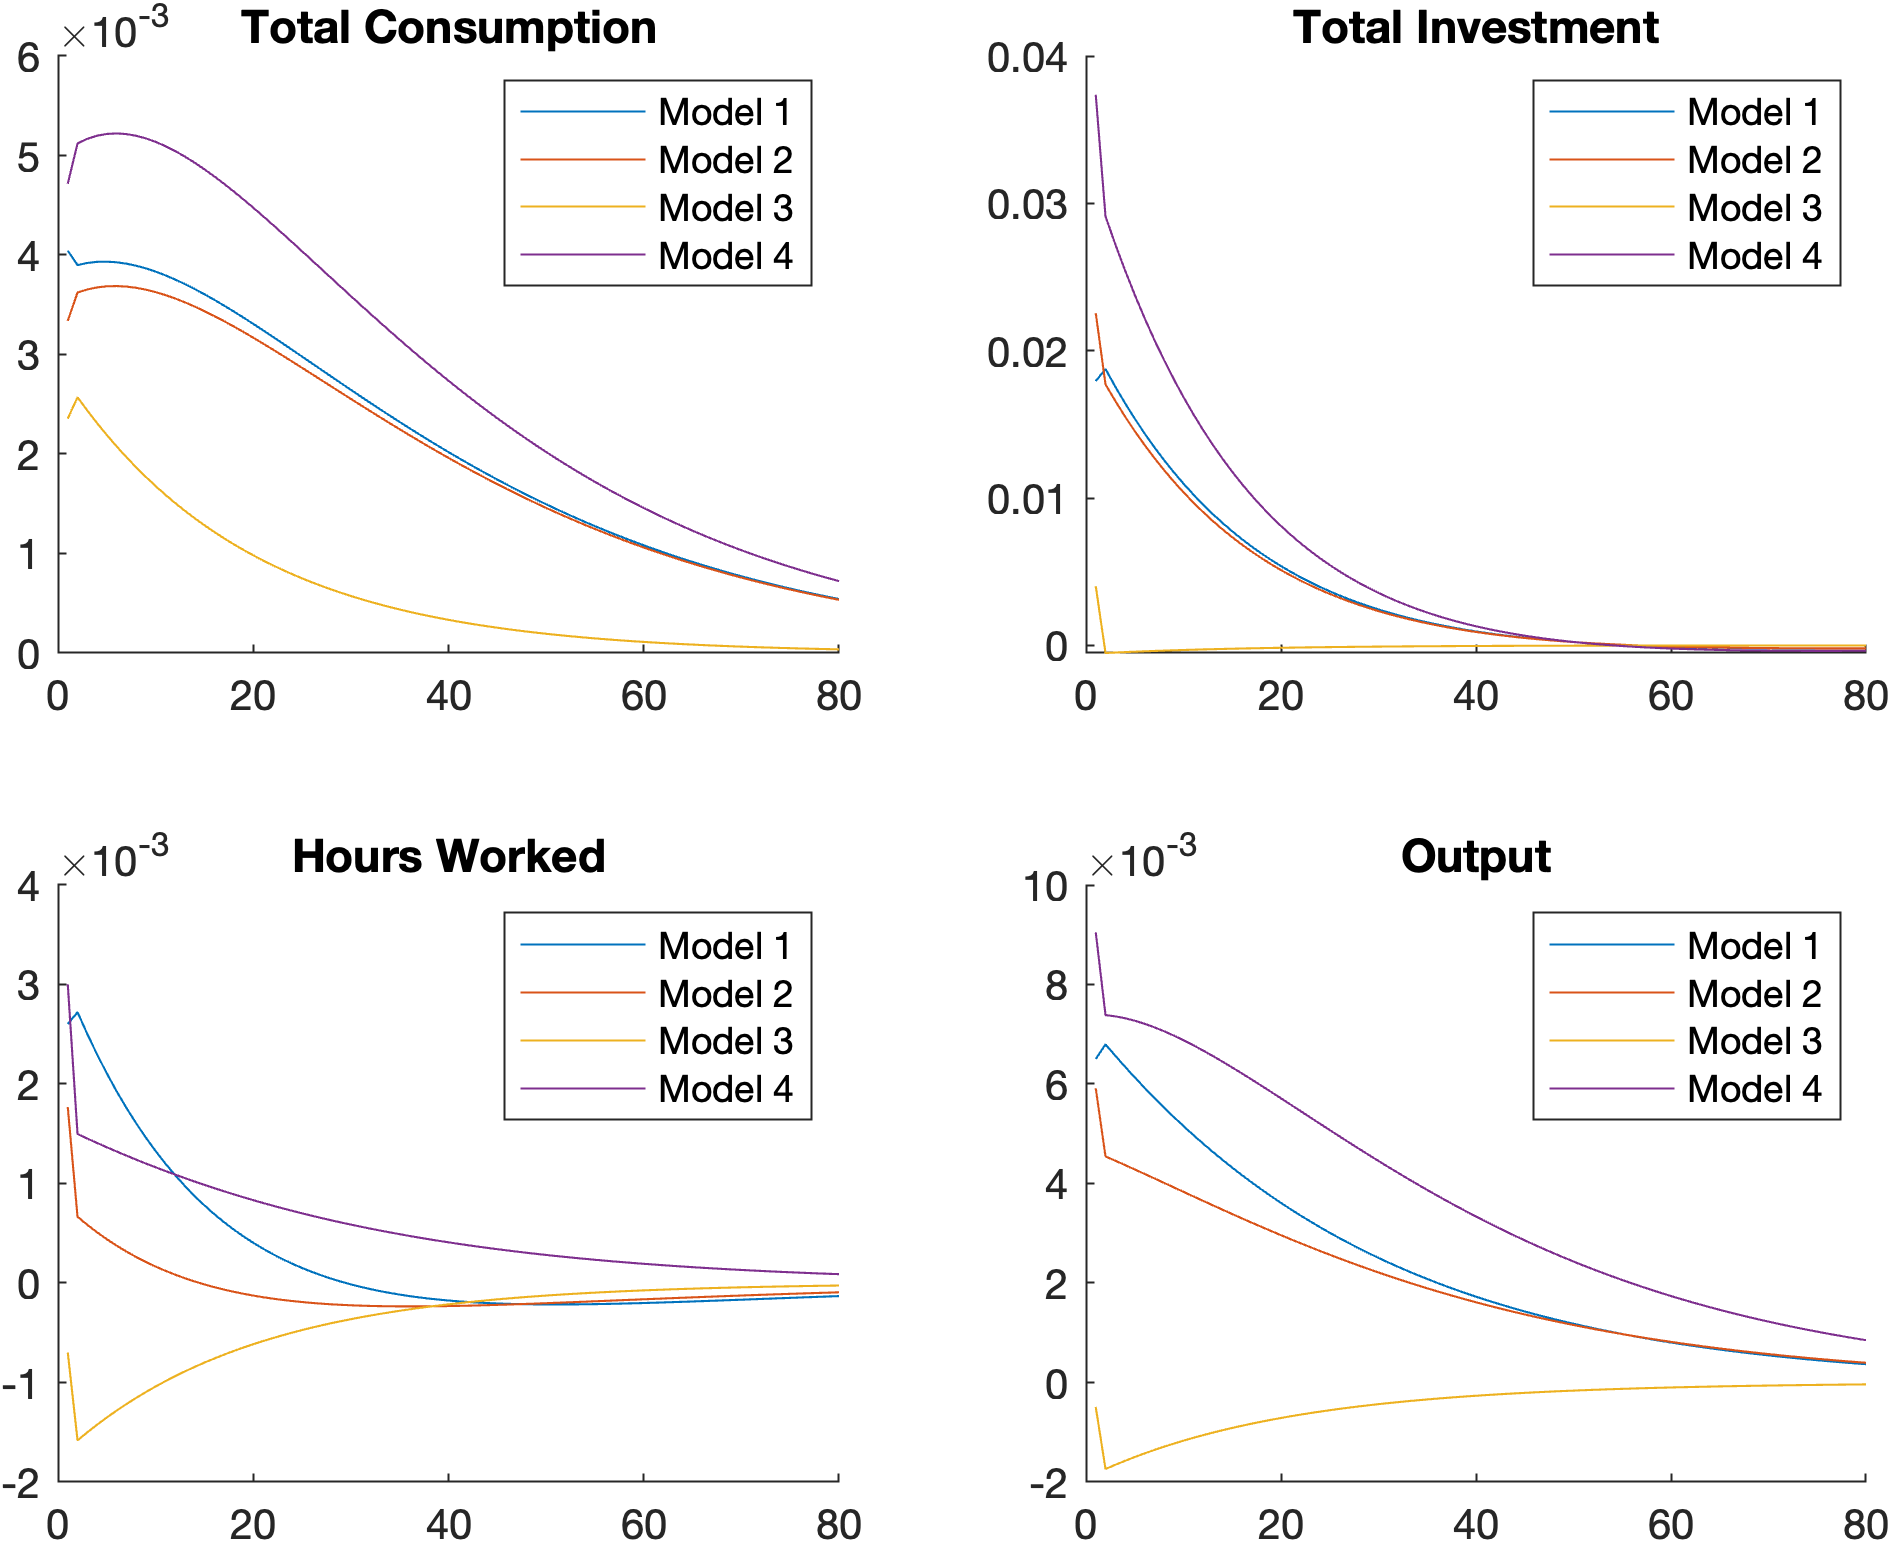 Total Consumption
×10-3
6
5
4
3
2
1
0
0 20 40 60 80
Model 1
Model 2
Model 3
Model 4
Total Investment
0.04
0.03
0.02
0.01
0
0 20 40 60 80
Model 1
Model 2
Model 3
Model 4
Hours Worked
×10-3
4
3
2
1
0
-1
-2
0 20 40 60 80
Model 1
Model 2
Model 3
Model 4
Output
×10-3
10
8
6
4
2
0
-2
0 20 40 60 80
Model 1
Model 2
Model 3
Model 4